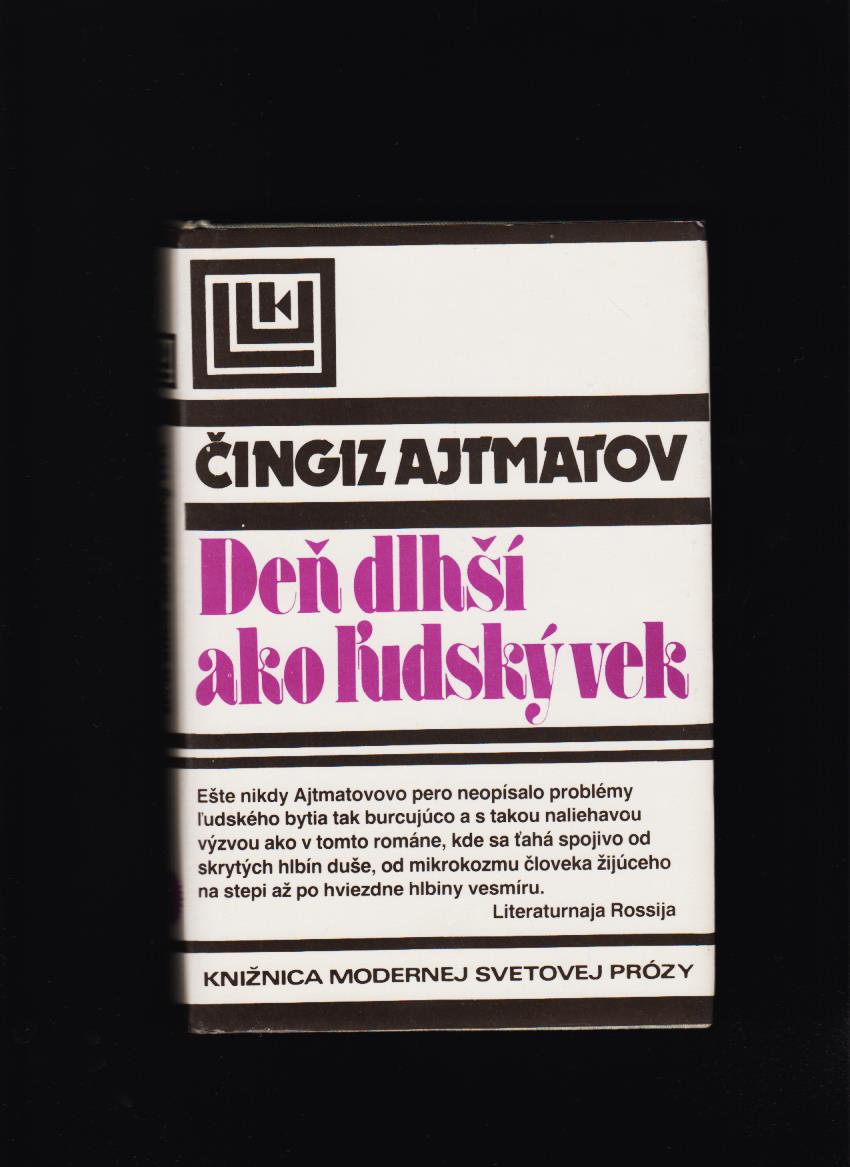 ČINGIZ AJTMATOV
Deň dlhší
ako ľudský vek
Ešte nikdy Ajtmatovovo pero neopísalo problémy
ľudského bytia tak burcujúco a s takou naliehavou
výzvou ako v tomto románe, kde sa ťahá spojivo od
skrytých hlbín duše, od mikrokozmu človeka žijúceho
na stepi až po hviezdne hlbiny vesmíru.
Literaturnaja Rossija
KNIŽNICA MODERNEJ SVETOVEJ PRÓZY